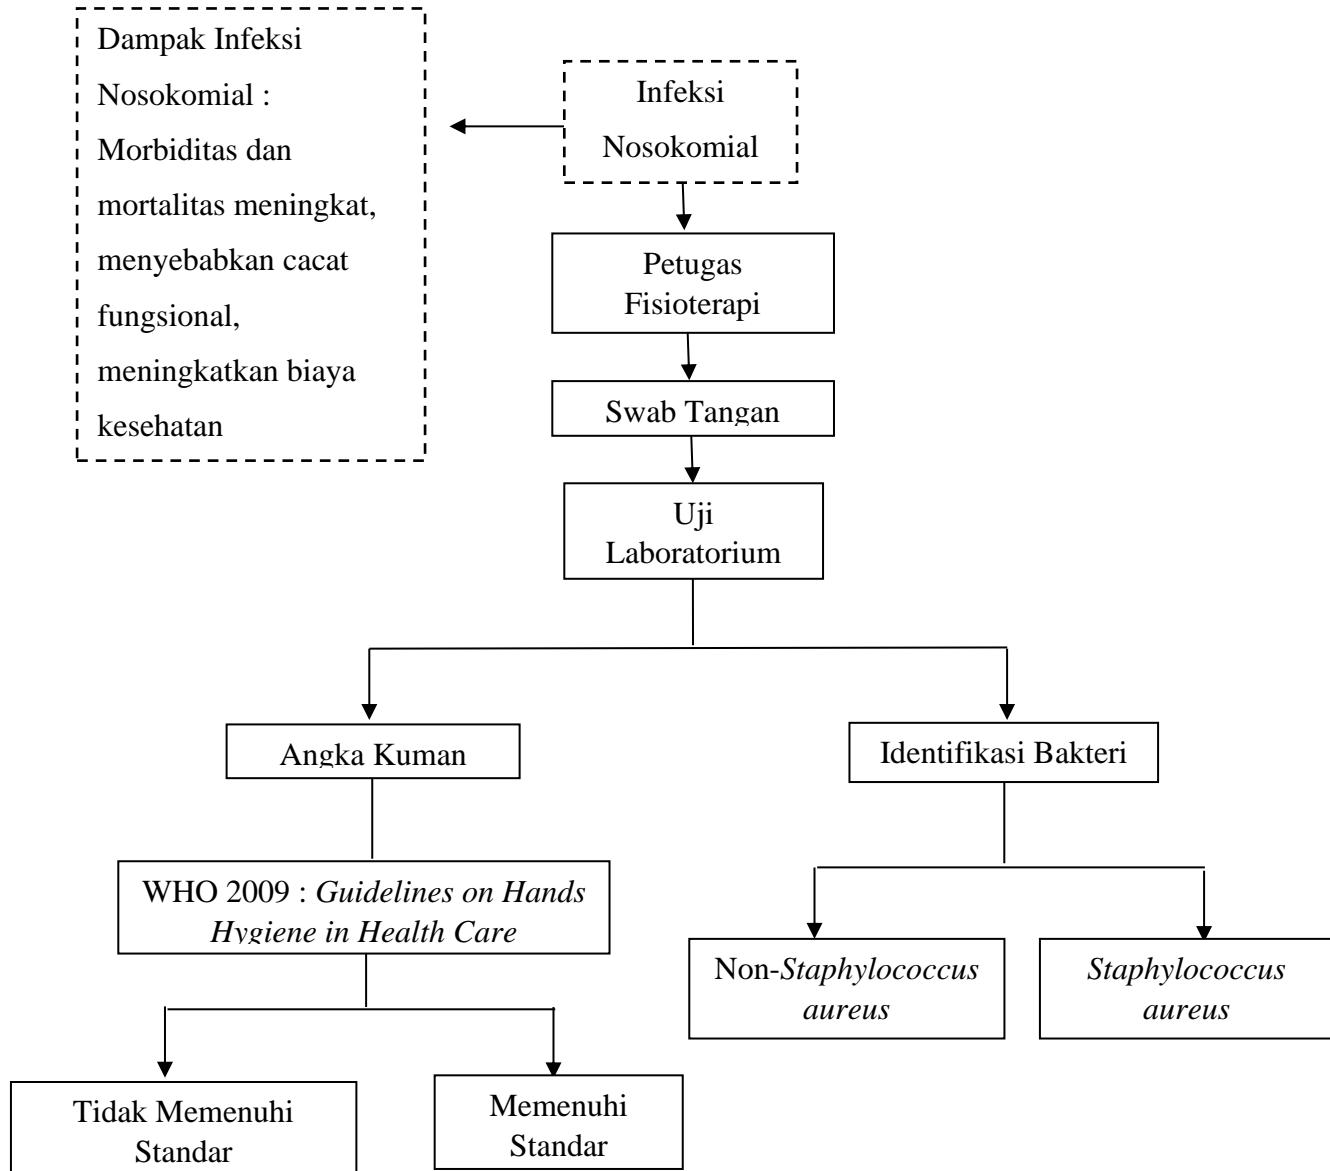 Dampak Infeksi
Nosokomial :
Morbiditas dan
mortalitas meningkat,
menyebabkan cacat
fungsional,
meningkatkan biaya
kesehatan
Infeksi
Nosokomial
Petugas
Fisioterapi
Swab Tangan
Uji
Laboratorium
Angka Kuman
Identifikasi Bakteri
WHO 2009 : Guidelines on Hands
Hygiene in Health Care
Non-Staphylococcus
aureus
Staphylococcus
aureus
Tidak Memenuhi
Standar
Memenuhi
Standar